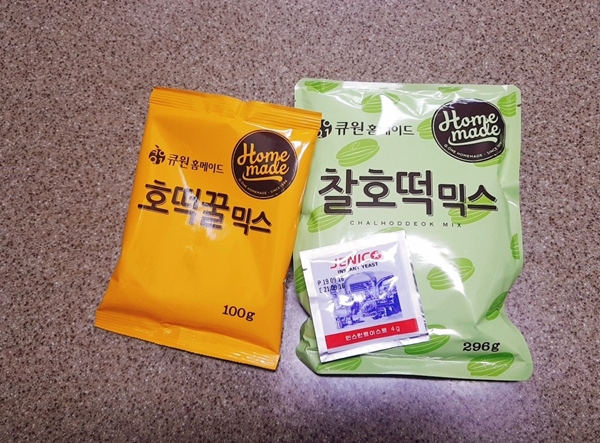 큐원 홈메이드
Home
made
호떡꿀믹스
100g
큐원 홈메이드
Home
made
찰호떡믹스
CHALHODDEOK MIX
JENICO
INSTANT YEAST
인스턴트이스트 4g
296g